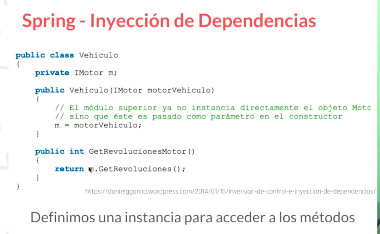 Spring - Inyección de Dependencias
public class Vehiculo
{
private IMotor m;
public Vehiculo(IMotor motorVehiculo)
{
// El módulo superior ya no instancia directamente el objeto Moto
// sino que éste es pasado como parámetro en el constructor
m = motorVehiculo;
}
public int GetRevolucionesMotor()
{
return m.GetRevoluciones();
}
}
https://danielggarcia.wordpress.com/2014/01/15/inversion-de-control-e-inyeccion-de-dependencias/
Definimos una instancia para acceder a los métodos